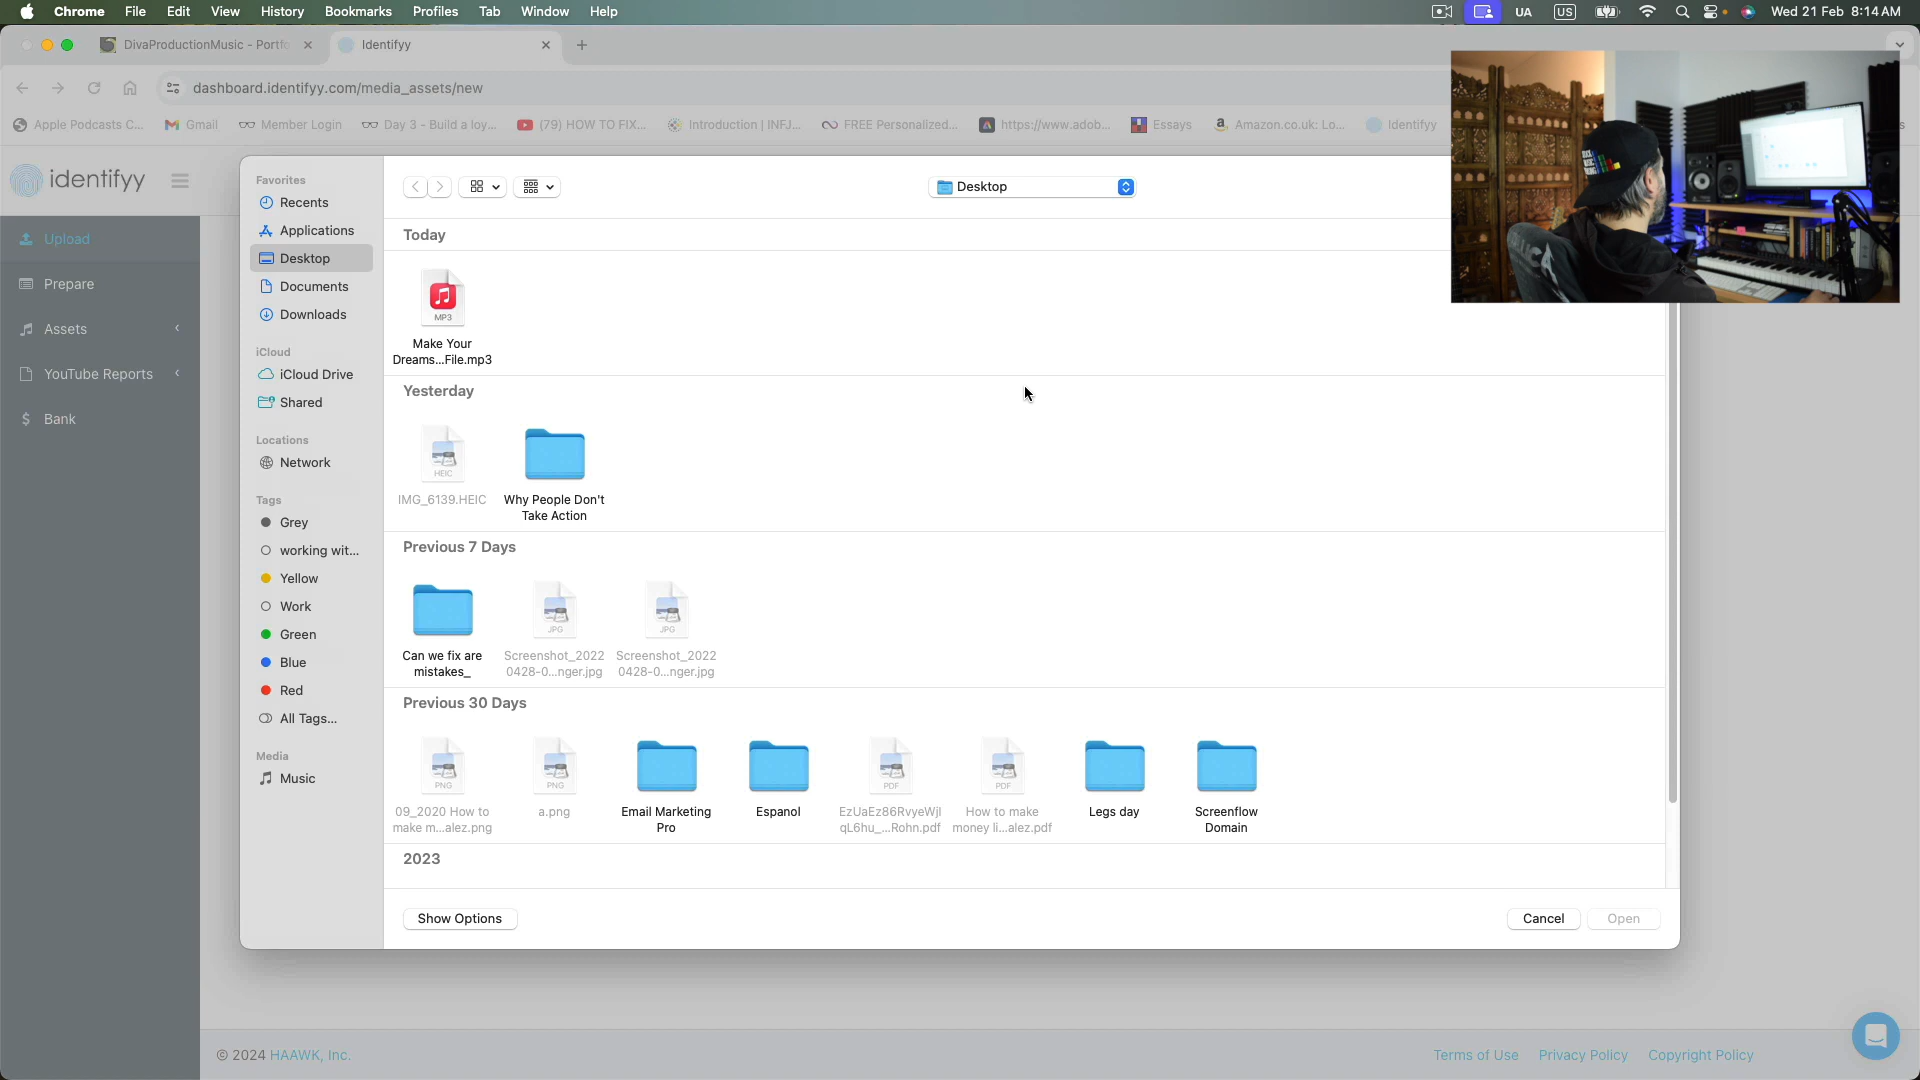 Chrome File Edit View History Bookmarks Profiles Tab Window Help
UA US Wed 21 Feb 8:14 AM
DivaProductionMusic - Portfo
Identifyy
dashboard.identifyy.com/media_assets/new
Apple Podcasts C... Gmail Member Login Day 3 - Build a loy... (79) HOW TO FIX... Introduction | INFJ... FREE Personalized... https://www.adob... Essays Amazon.co.uk: Lo... Identifyy
identifyy
Upload
Prepare
Assets
YouTube Reports
Bank
Favorites
Recents
Applications
Desktop
Documents
Downloads
iCloud
iCloud Drive
Shared
Locations
Network
Tags
Grey
working wit...
Yellow
Work
Green
Blue
Red
All Tags...
Media
Music
Desktop
Today
MP3
Make Your
Dreams...File.mp3
Yesterday
HEIC
IMG_6139.HEIC
Why People Don't
Take Action
Previous 7 Days
Can we fix are
mistakes_
JPG
Screenshot_2022
0428-0...nger.jpg
JPG
Screenshot_2022
0428-0...nger.jpg
Previous 30 Days
PNG
09_2020 How to
make m...alez.png
PNG
a.png
Email Marketing
Pro
Espanol
PDF
EzUaEz86RvyeWjl
qL6hu_...Rohn.pdf
PDF
How to make
money li...alez.pdf
Legs day
Screenflow
Domain
2023
Show Options
Cancel
Open
© 2024 HAAWK, Inc.
Terms of Use Privacy Policy Copyright Policy